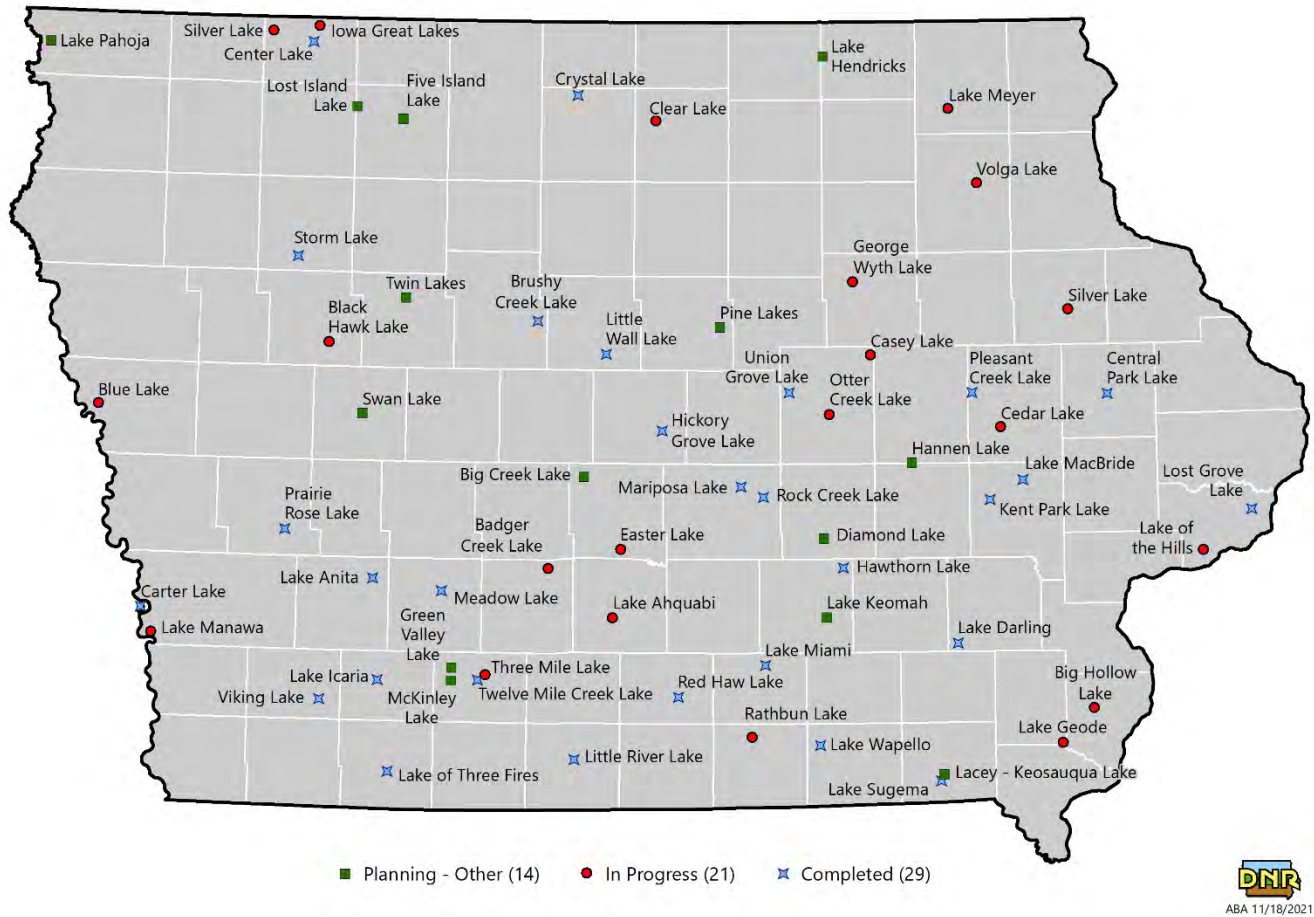 Silver Lake
Iowa Great Lakes
Lake Pahoja
Center Lake
Lake
Hendricks
Lost Island
Lake
Five Island
Lake
Crystal Lake
Clear Lake
Lake Meyer
Volga Lake
Storm Lake
George
Wyth Lake
Twin Lakes
Brushy
Creek Lake
Silver Lake
Black
Hawk Lake
Little
Wall Lake
Pine Lakes
Casey Lake
Union
Grove Lake
Pleasant
Creek Lake
Central
Park Lake
Blue Lake
Otter
Creek Lake
Swan Lake
Cedar Lake
Hickory
Grove Lake
Hannen Lake
Big Creek Lake
Lake MacBride
Lost Grove
Lake
Mariposa Lake
Rock Creek Lake
Prairie
Rose Lake
Kent Park Lake
Badger
Creek Lake
Easter Lake
Diamond Lake
Lake of
the Hills
Lake Anita
Hawthorn Lake
Carter Lake
Meadow Lake
Lake Ahquabi
Lake Keomah
Green
Valley
Lake
Lake Manawa
Lake Darling
Lake Miami
Three Mile Lake
Big Hollow
Lake
Lake Icaria
Red Haw Lake
Viking Lake
McKinley
Lake
Twelve Mile Creek Lake
Rathbun Lake
Lake Geode
Lake Wapello
Little River Lake
Lake of Three Fires
Lacey - Keosauqua Lake
Lake Sugema
Planning - Other (14)
In Progress (21)
Completed (29)
DNR
ABA 11/18/2021